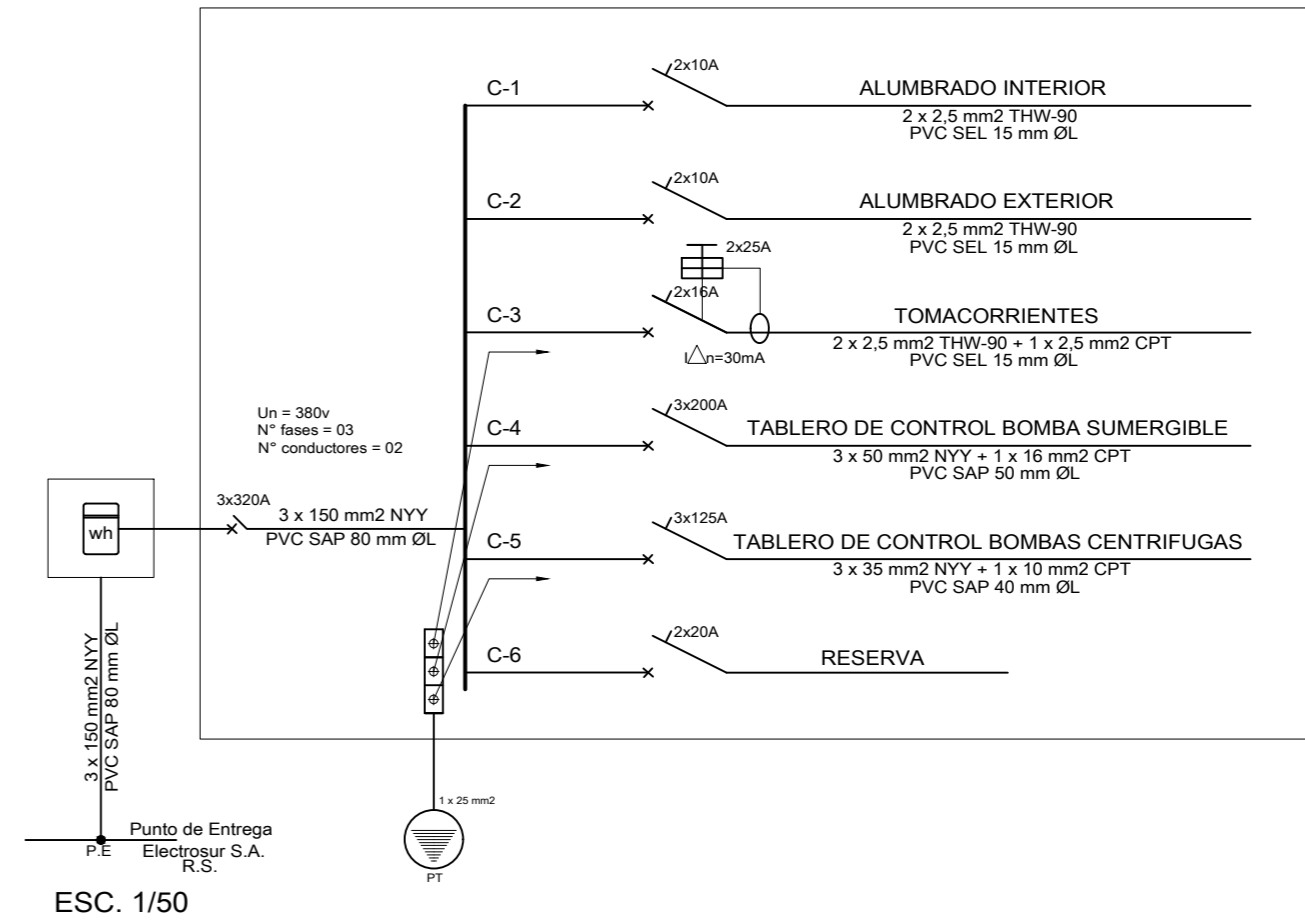 C-1
2x10A
ALUMBRADO INTERIOR
2 x 2,5 mm2 THW-90
PVC SEL 15 mm ØL
C-2
2x10A
ALUMBRADO EXTERIOR
2 x 2,5 mm2 THW-90
PVC SEL 15 mm ØL
2x25A
C-3
2x16A
TOMACORRIENTES
2 x 2,5 mm2 THW-90 + 1 x 2,5 mm2 CPT
PVC SEL 15 mm ØL
I△n=30mA
Un = 380v
N° fases = 03
N° conductores = 02
C-4
3x200A
TABLERO DE CONTROL BOMBA SUMERGIBLE
3 x 50 mm2 NYY + 1 x 16 mm2 CPT
PVC SAP 50 mm ØL
wh
3x320A
3 x 150 mm2 NYY
PVC SAP 80 mm ØL
C-5
3x125A
TABLERO DE CONTROL BOMBAS CENTRIFUGAS
3 x 35 mm2 NYY + 1 x 10 mm2 CPT
PVC SAP 40 mm ØL
C-6
2x20A
RESERVA
3 x 150 mm2 NYY
PVC SAP 80 mm ØL
1 x 25 mm2
PT
P.E
Punto de Entrega
Electrosur S.A.
R.S.
ESC. 1/50